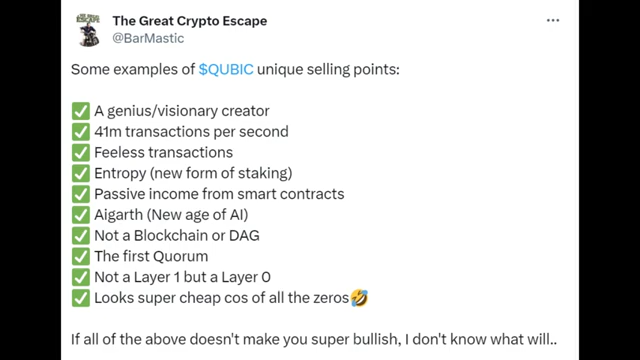 The Great Crypto Escape
@BarMastic
Some examples of $QUBIC unique selling points:
✅ A genius/visionary creator
✅ 41m transactions per second
✅ Feeless transactions
✅ Entropy (new form of staking)
✅ Passive income from smart contracts
✅ Aigarth (New age of AI)
✅ Not a Blockchain or DAG
✅ The first Quorum
✅ Not a Layer 1 but a Layer 0
✅ Looks super cheap cos of all the zeros🤣
If all of the above doesn't make you super bullish, I don't know what will..